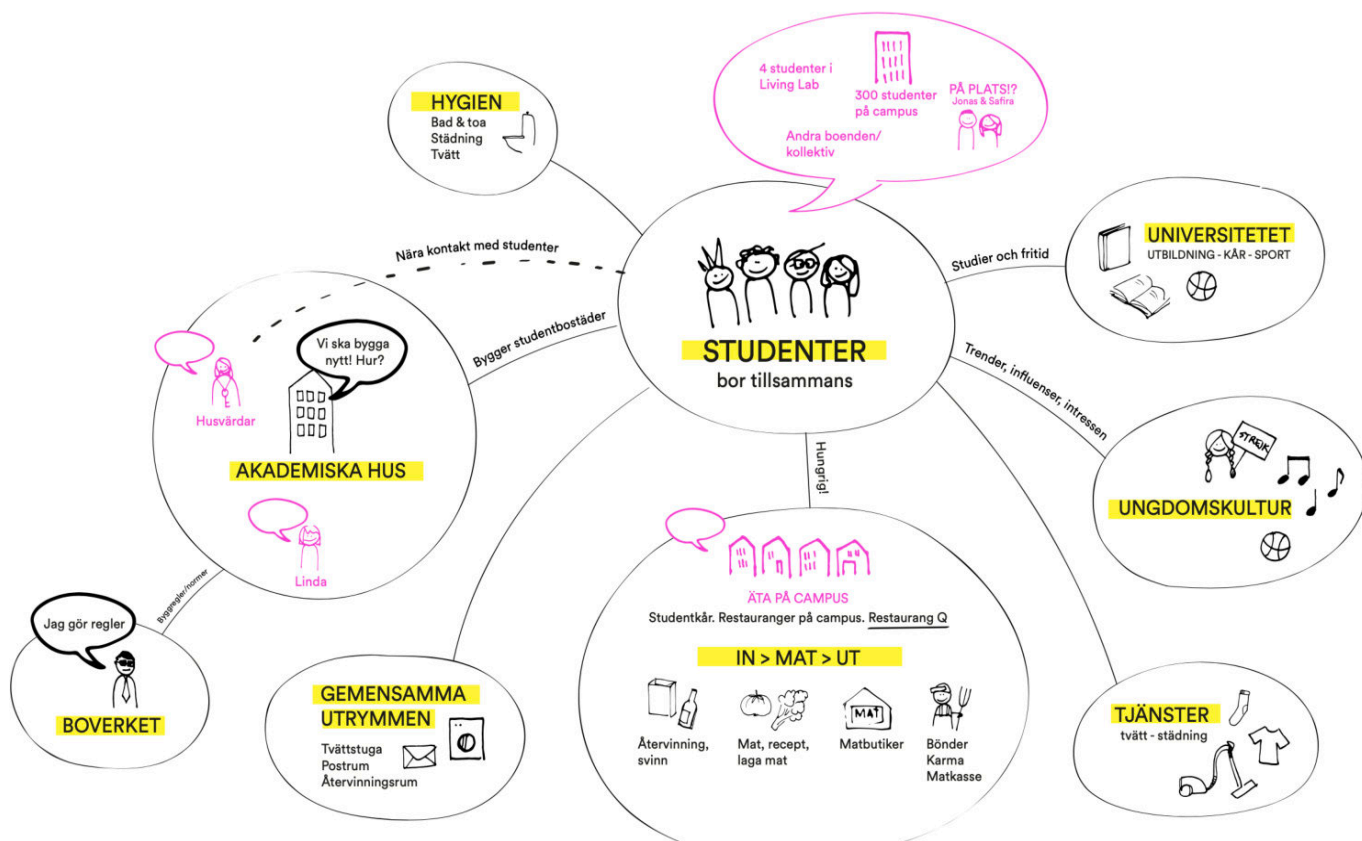 4 studenter i
Living Lab
300 studenter
på campus
PÅ PLATS!?
Jonas & Safira
Andra boenden/
kollektiv
HYGIEN
Bad & toa
Städning
Tvätt
Nära kontakt med studenter
Bygger studentbostäder
STUDENTER
bor tillsammans
Studier och fritid
UNIVERSITETET
UTBILDNING - KÅR - SPORT
Trender, influenser, intressen
STREJK
UNGDOMSKULTUR
Vi ska bygga
nytt! Hur?
Husvärdar
AKADEMISKA HUS
Linda
Byggregler/normer
Jag gör regler
BOVERKET
Hungrig!
ÄTA PÅ CAMPUS
Studentkår. Restauranger på campus. Restaurang Q
IN > MAT > UT
MAT
Återvinning,
svinn
Mat, recept,
laga mat
Matbutiker
Bönder
Karma
Matkasse
GEMENSAMMA
UTRYMMEN
Tvättstuga
Postrum
Återvinningsrum
TJÄNSTER
tvätt - städning